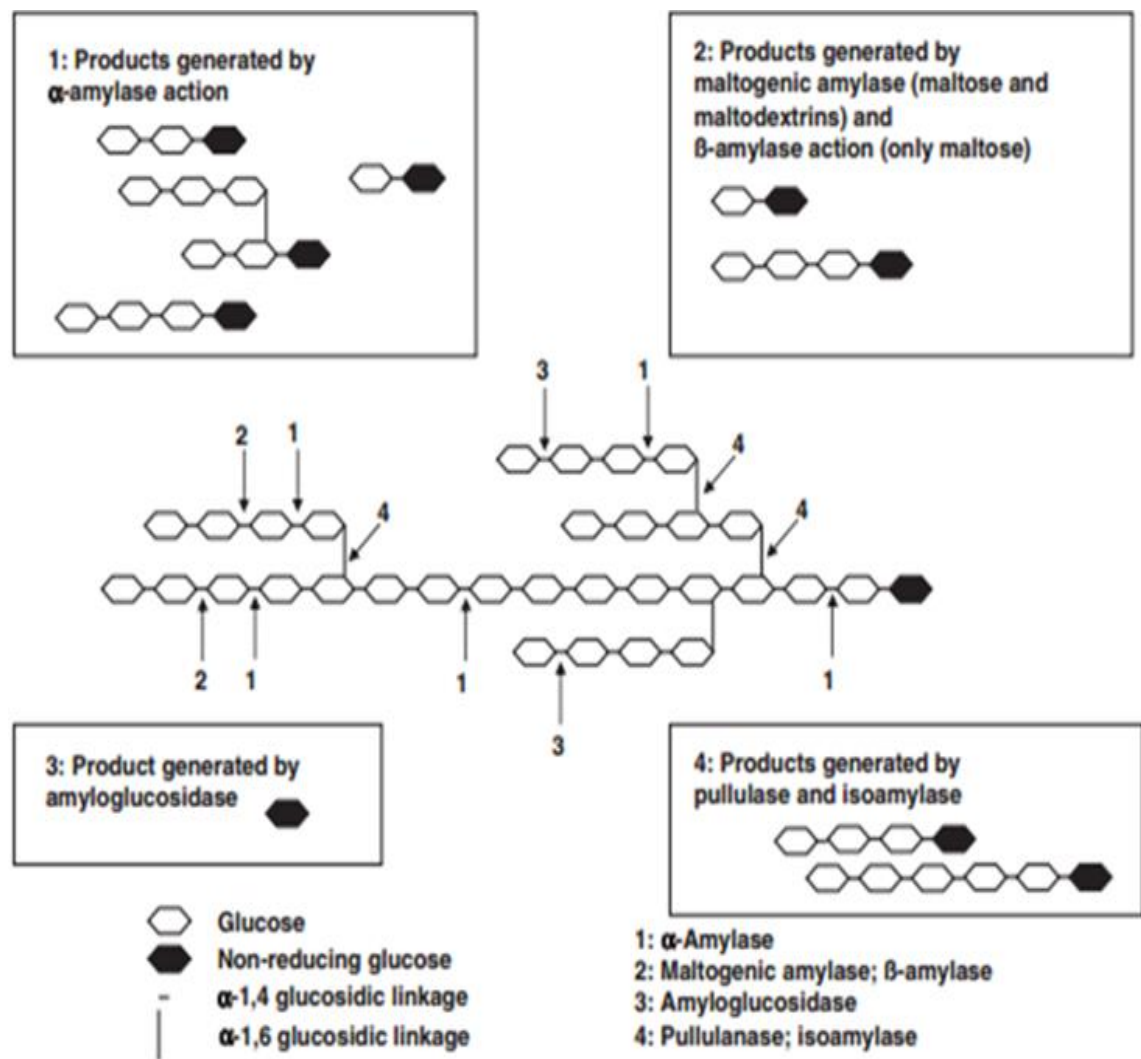 1: Products generated by
α-amylase action
2: Products generated by
maltogenic amylase (maltose and
maltodextrins) and
ß-amylase action (only maltose)
3
1
4
2
1
4
4
2
1
1
1
3
3: Product generated by
amyloglucosidase
4: Products generated by
pullulase and isoamylase
Glucose
Non-reducing glucose
α-1,4 glucosidic linkage
α-1,6 glucosidic linkage
1: α-Amylase
2: Maltogenic amylase; ß-amylase
3: Amyloglucosidase
4: Pullulanase; isoamylase